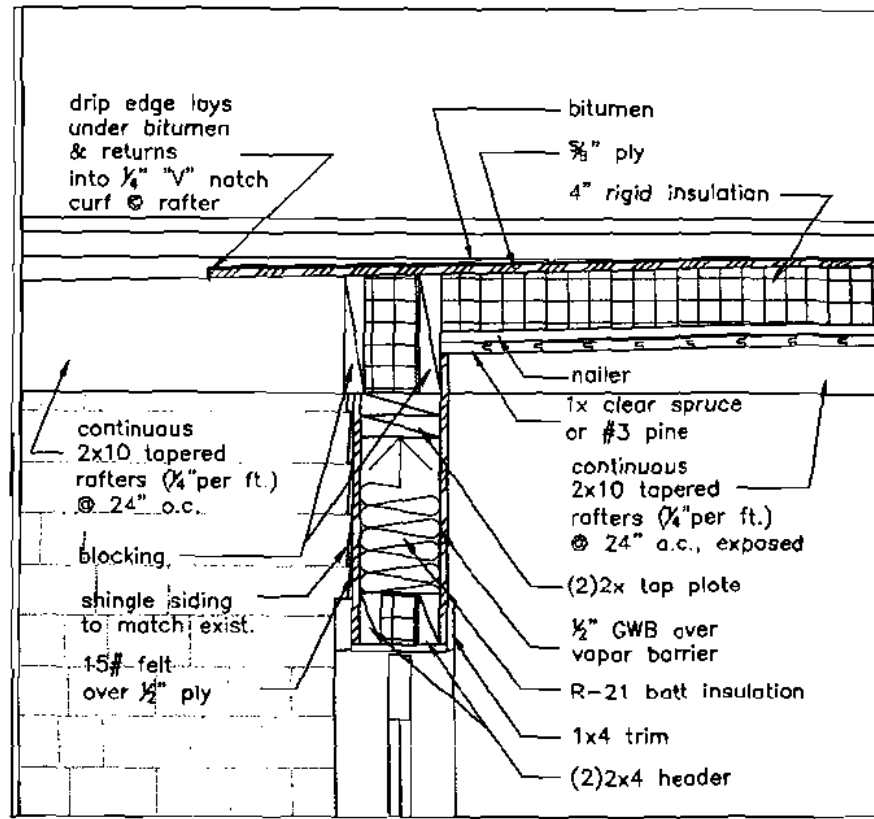 drip edge lays
under bitumen
& returns
into 1/4" "V" notch
curf @ rafter
bitumen
5/8" ply
4" rigid insulation
nailer
1x clear spruce
or #3 pine
continuous
2x10 tapered
rafters (1/4" per ft.)
@ 24" o.c.
continuous
2x10 tapered
rafters (1/4" per ft.)
@ 24" o.c., exposed
blocking
shingle siding
to match exist.
15# felt
over 1/2" ply
(2)2x top plate
1/2" GWB over
vapor barrier
R-21 batt insulation
1x4 trim
(2)2x4 header